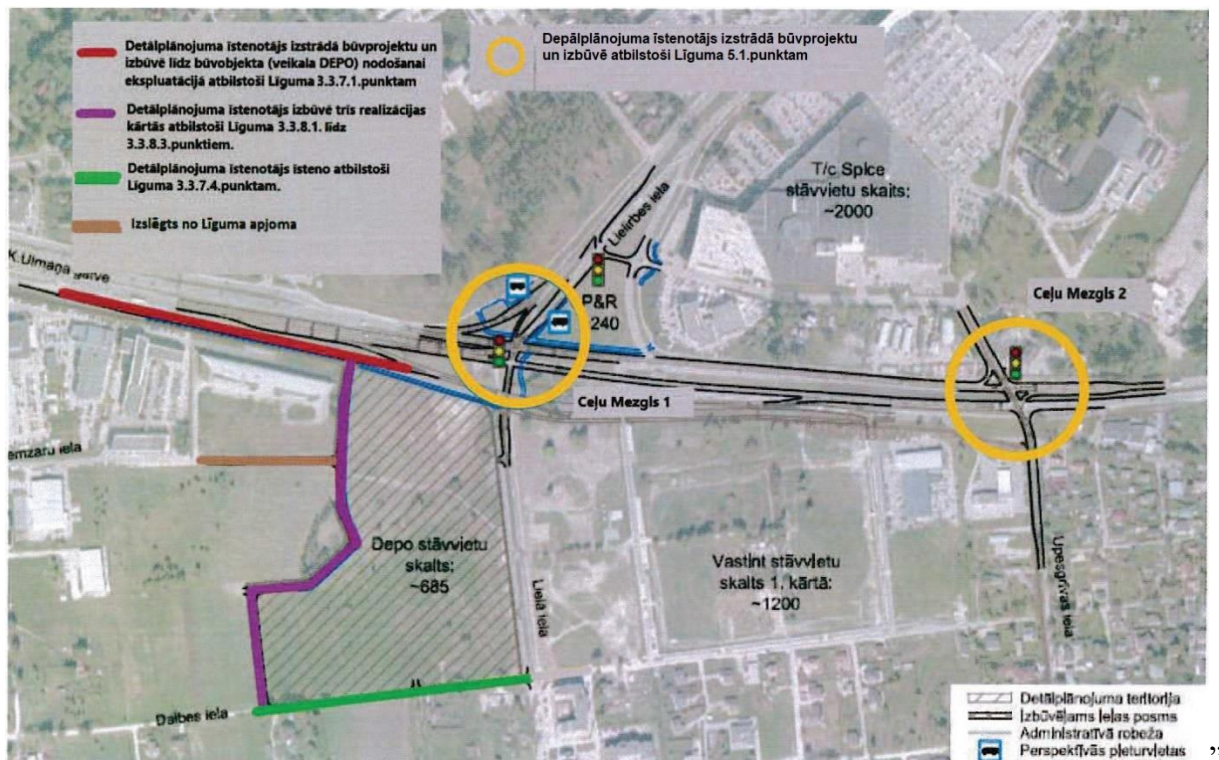 Detālplānojuma īstenotājs izstrādā būvprojektu un
izbūvē līdz būvobjekta (veikala DEPO) nodošanai
ekspluatācijā atbilstoši Līguma 3.3.7.1.punktam
Detālplānojuma īstenotājs izbūvē trīs realizācijas
kārtās atbilstoši Līguma 3.3.8.1. līdz
3.3.8.3.punktiem.
Detālplānojuma īstenotājs īsteno atbilstoši
Līguma 3.3.7.4.punktam.
Izslēgts no Līguma apjoma
Depālplānojuma īstenotājs izstrādā būvprojektu
un izbūvē atbilstoši Līguma 5.1.punktam
T/c Spice
stāvvietu skaits:
~2000
Lielirbes iela
K.Ulmaņa gatve
P&R
240
Ceļu Mezgls 1
Ceļu Mezgls 2
emzaru iela
Depo stāvvietu
skaits:
~685
Lielā iela
Vastint stāvvietu
skaits 1. kārtā:
~1200
Upesgrīvas iela
Daibes iela
Detālplānojuma teritorija
Izbūvējams ielas posms
Administratīvā robeža
Perspektīvās pieturvietas
”